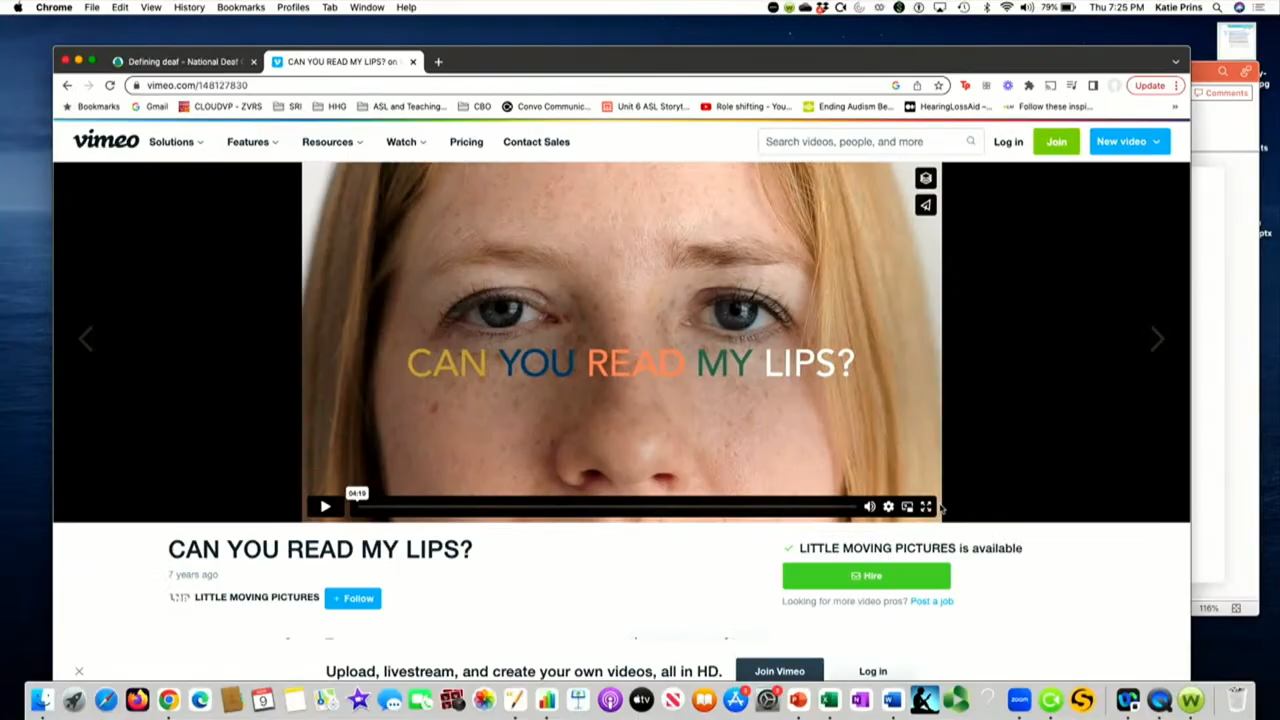 Chrome File Edit View History Bookmarks Profiles Tab Window Help 79% Thu 7:25 PM Katie Prins
Defining deaf - National Deaf CAN YOU READ MY LIPS? on
vimeo.com/148127830 Update
Bookmarks Gmail CLOUDVP - ZVRS SRI HHG ASL and Teaching... CBO Convo Communic... Unit 6 ASL Storyt... Role shifting - You... Ending Audism Be... HearingLossAid –... Follow these inspi... »
Comments
vimeo Solutions Features Resources Watch Pricing Contact Sales Search videos, people, and more Log in Join New video
CAN YOU READ MY LIPS?
04:19
CAN YOU READ MY LIPS?
LITTLE MOVING PICTURES is available
7 years ago
Hire
LITTLE MOVING PICTURES + Follow
Looking for more video pros? Post a job
116%
Upload, livestream, and create your own videos, all in HD. Join Vimeo Log in
9
zoom